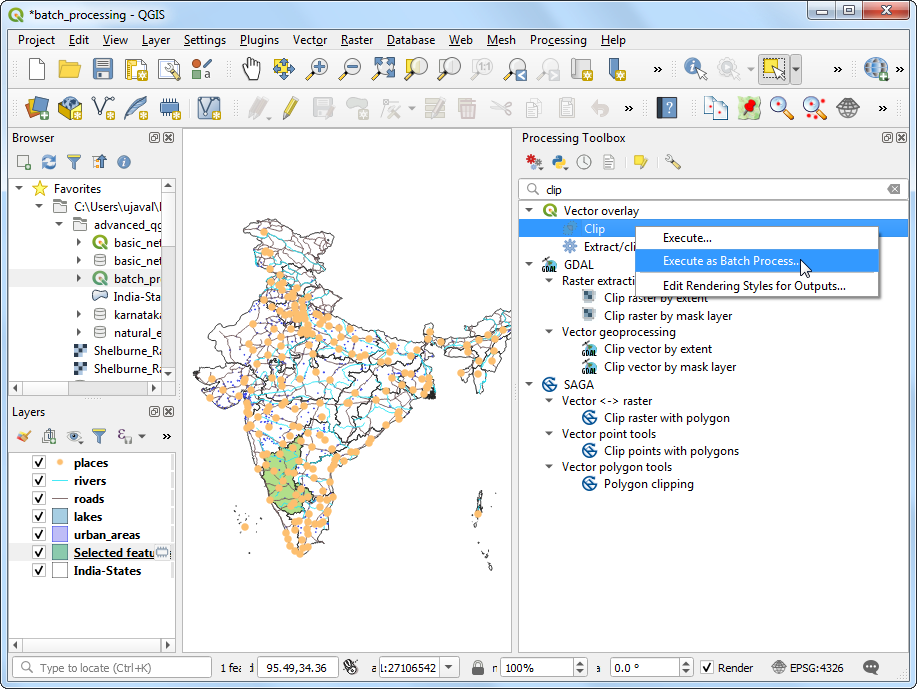 *batch_processing - QGIS
Project Edit View Layer Settings Plugins Vector Raster Database Web Mesh Processing Help
Browser
Favorites
C:\Users\ujaval\
advanced_qg
basic_net
basic_net
batch_pr
India-Sta
karnataka
natural_e
Shelburne_Ra
Shelburne_Ra
Layers
places
rivers
roads
lakes
urban_areas
Selected featu
India-States
Processing Toolbox
clip
Vector overlay
Clip
Extract/cli
GDAL
Raster extracti
Clip raster by extent
Clip raster by mask layer
Vector geoprocessing
Clip vector by extent
Clip vector by mask layer
SAGA
Vector <-> raster
Clip raster with polygon
Vector point tools
Clip points with polygons
Vector polygon tools
Polygon clipping
Execute...
Execute as Batch Process...
Edit Rendering Styles for Outputs...
Type to locate (Ctrl+K) 1 fea 95.49,34.36 1:27106542 100% 0.0 ° Render EPSG:4326